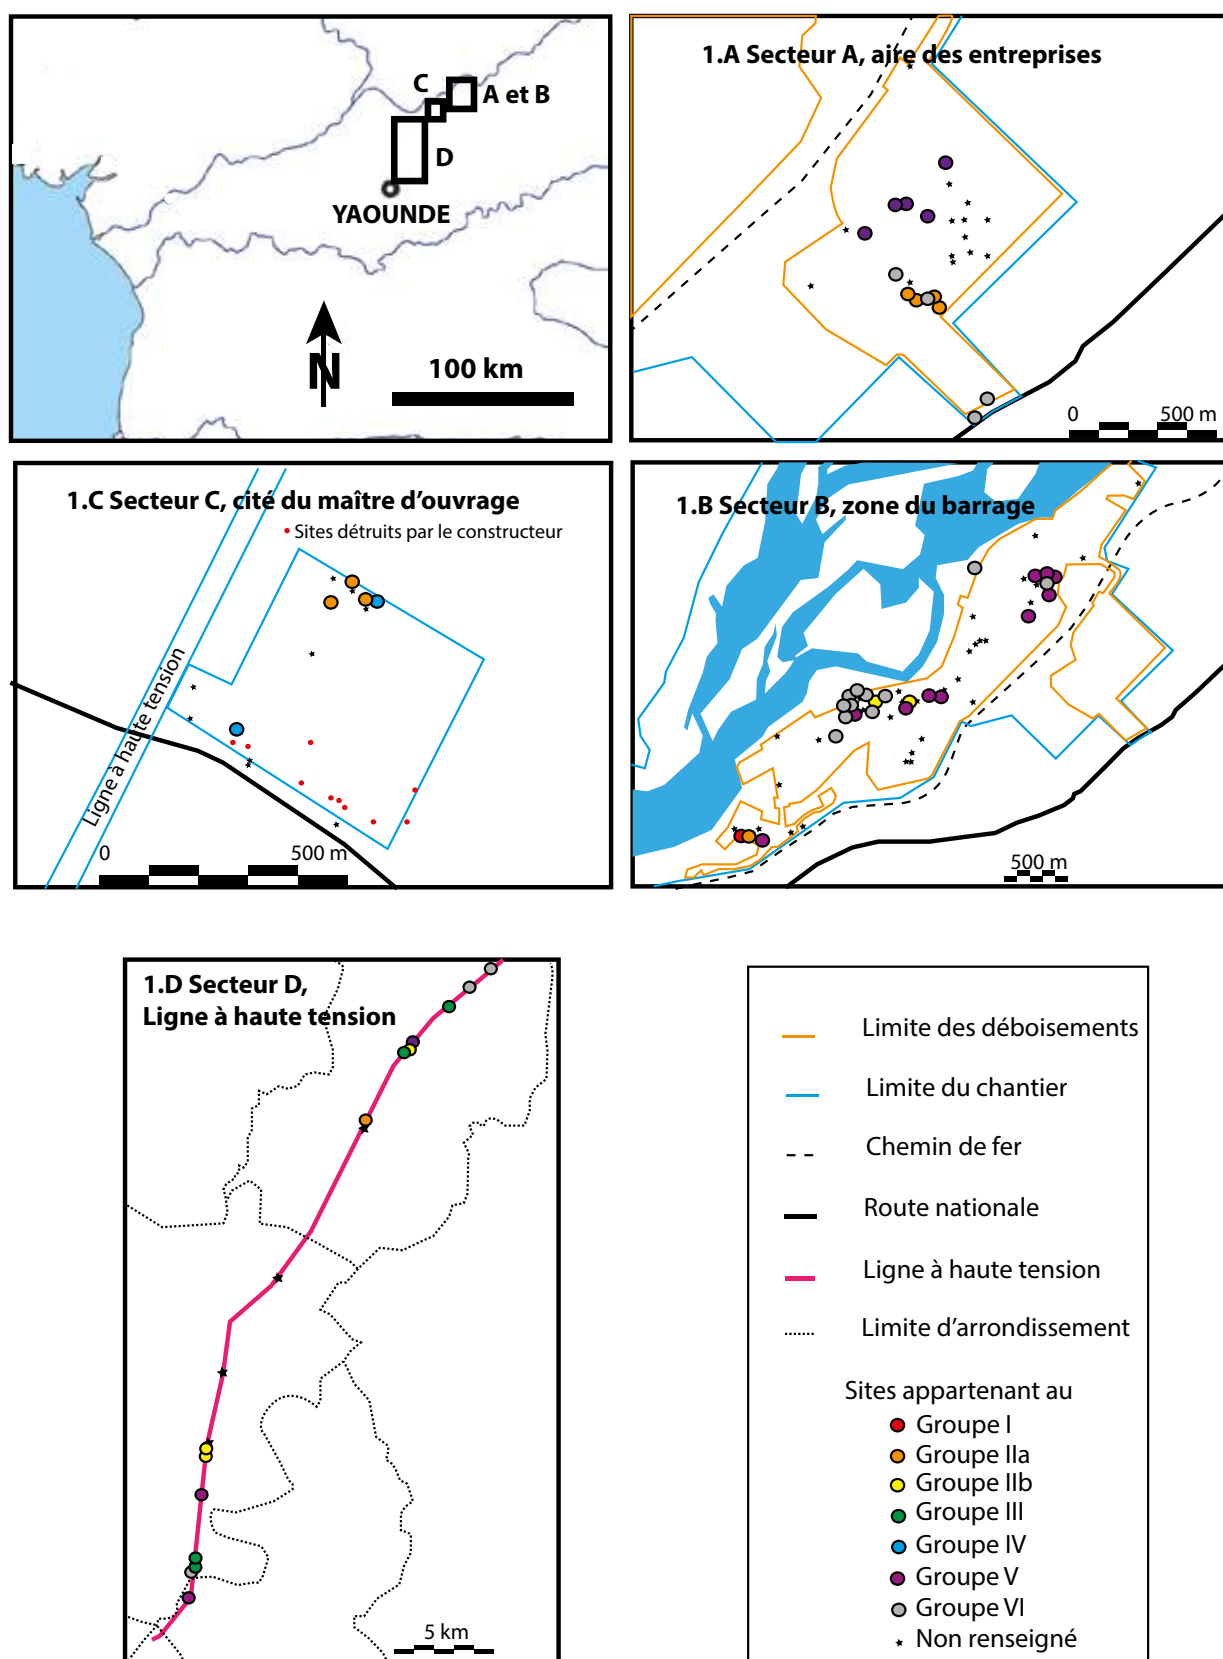 C
A et B
D
YAOUNDE
N
100 km
1.A Secteur A, aire des entreprises
0 500 m
1.C Secteur C, cité du maître d'ouvrage
Sites détruits par le constructeur
Ligne à haute tension
0 500 m
1.B Secteur B, zone du barrage
500 m
1.D Secteur D,
Ligne à haute tension
5 km
Limite des déboisements
Limite du chantier
Chemin de fer
Route nationale
Ligne à haute tension
Limite d'arrondissement
Sites appartenant au
Groupe I
Groupe IIa
Groupe IIb
Groupe III
Groupe IV
Groupe V
Groupe VI
Non renseigné